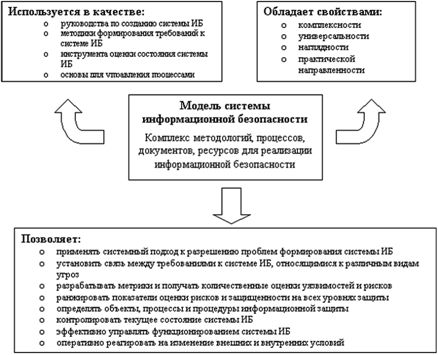 Используется в качестве:
o руководства по созданию системы ИБ
o методики формирования требований к
системе ИБ
o инструмента оценки состояния системы
ИБ
o основы для управления процессами
Обладает свойствами:
o комплексности
o универсальности
o наглядности
o практической
направленности
Модель системы
информационной безопасности
Комплекс методологий, процессов,
документов, ресурсов для реализации
информационной безопасности
Позволяет:
o применять системный подход к разрешению проблем формирования системы ИБ
o установить связь между требованиями к системе ИБ, относящимися к различным видам
угроз
o разрабатывать метрики и получать количественные оценки уязвимостей и рисков
o ранжировать показатели оценки рисков и защищенности на всех уровнях защиты
o определять объекты, процессы и процедуры информационной защиты
o контролировать текущее состояние системы ИБ
o эффективно управлять функционированием системы ИБ
o оперативно реагировать на изменение внешних и внутренних условий